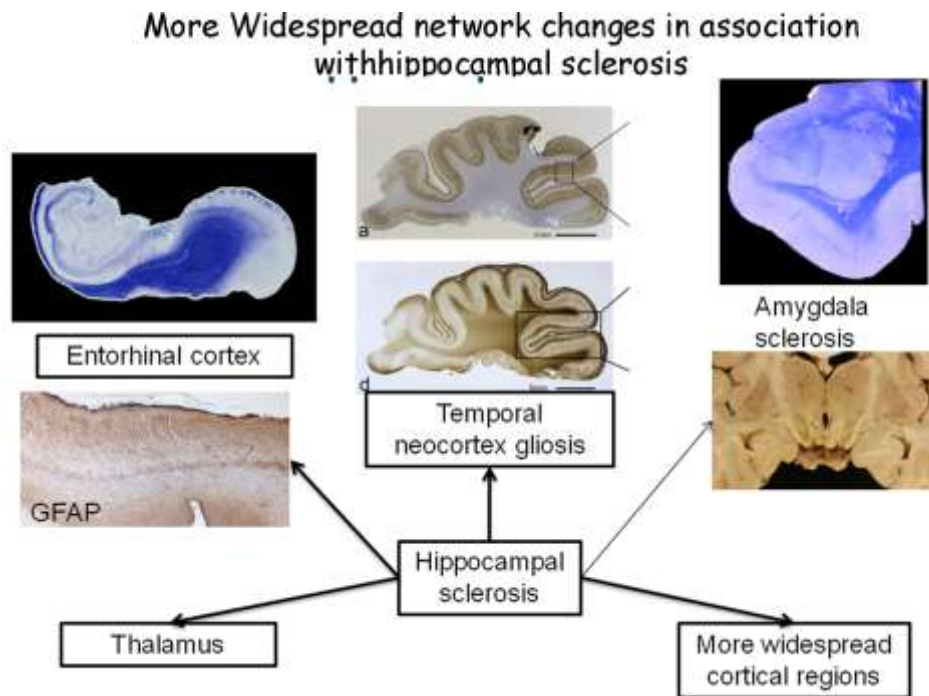 More Widespread network changes in association
withhippocampal sclerosis
a
d
Entorhinal cortex
Amygdala
sclerosis
Temporal
neocortex gliosis
GFAP
Hippocampal
sclerosis
Thalamus
More widespread
cortical regions